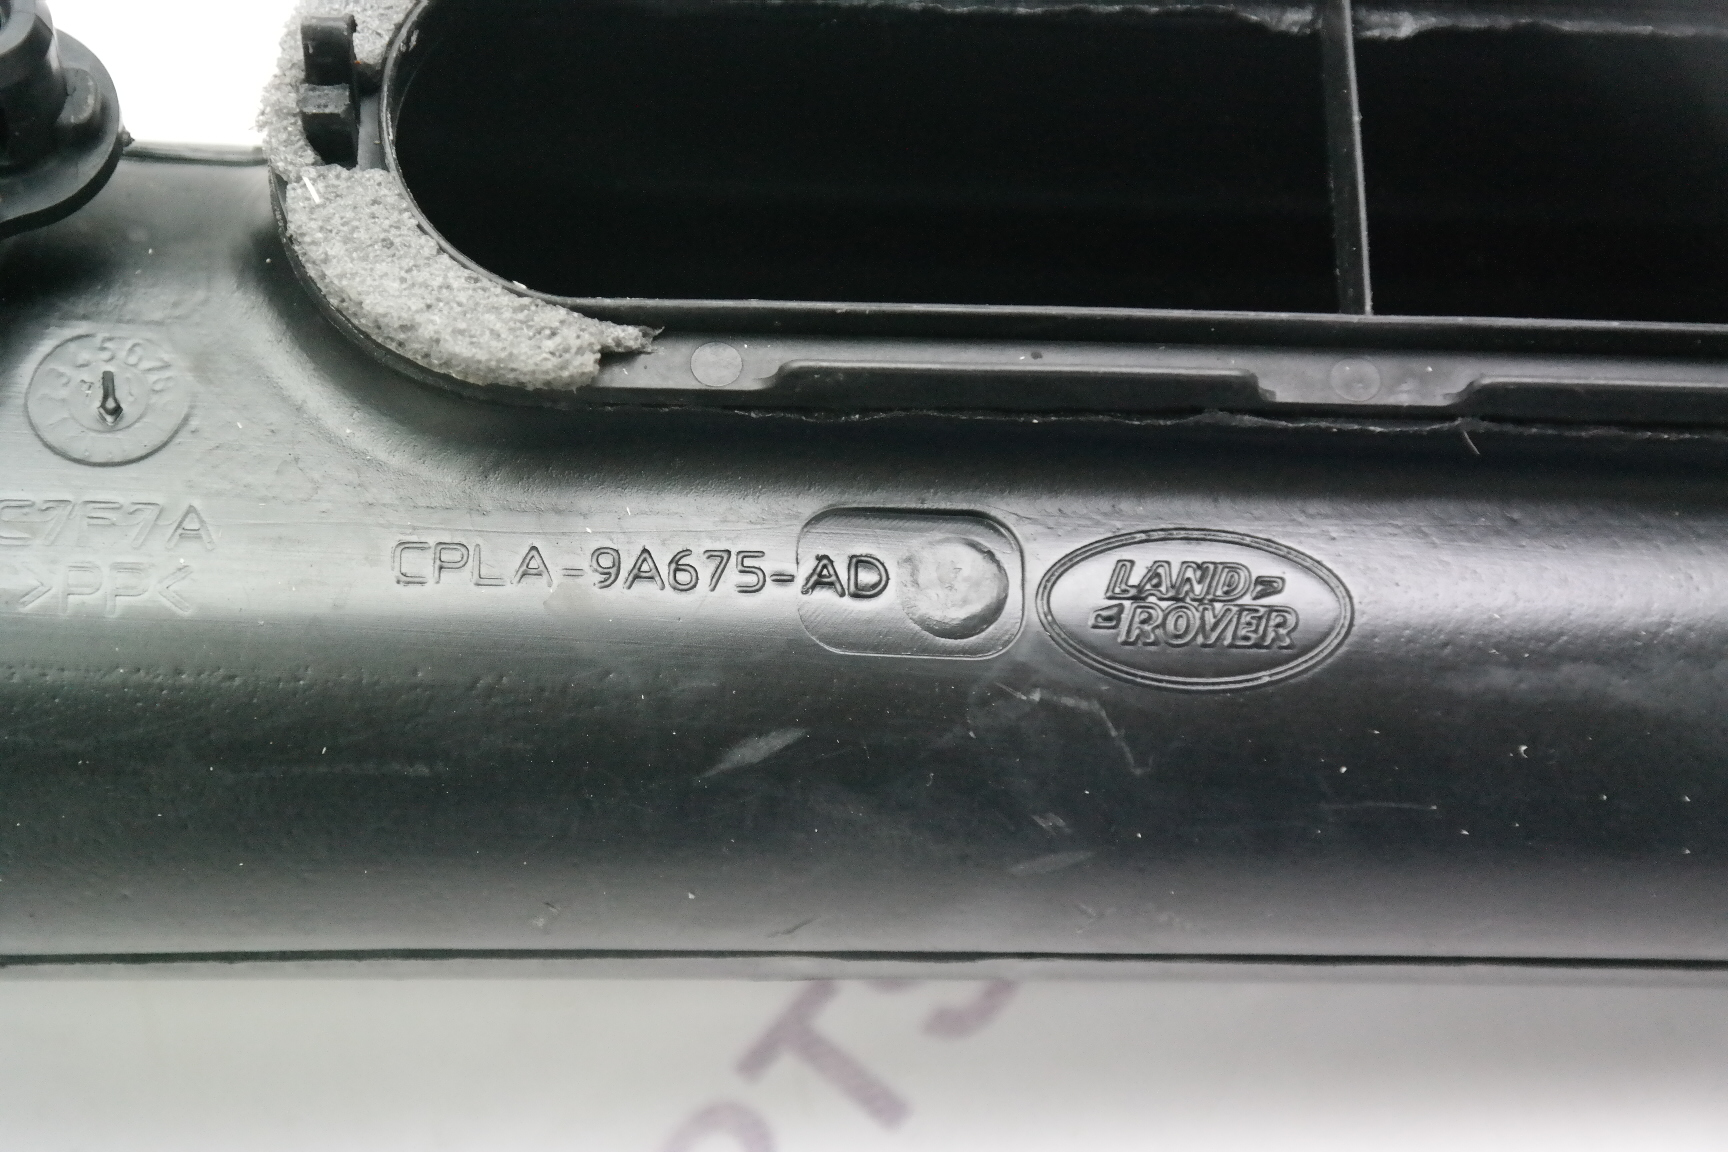 C7F7A
>PP<
CPLA-9A675-AD
LAND
ROVER